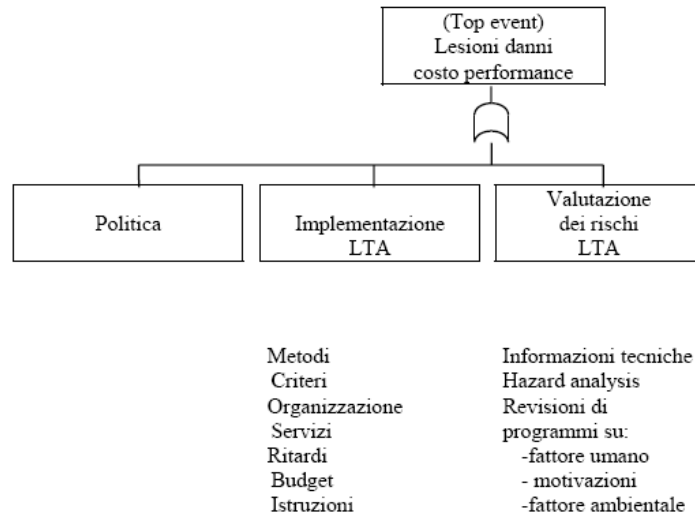 (Top event)
Lesioni danni
costo performance
Politica
Implementazione
LTA
Valutazione
dei rischi
LTA
Metodi
Criteri
Organizzazione
Servizi
Ritardi
Budget
Istruzioni
Informazioni tecniche
Hazard analysis
Revisioni di
programmi su:
-fattore umano
- motivazioni
-fattore ambientale